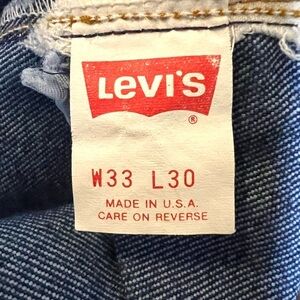 LEVI'S
®
W33 L30
MADE IN U.S.A.
CARE ON REVERSE